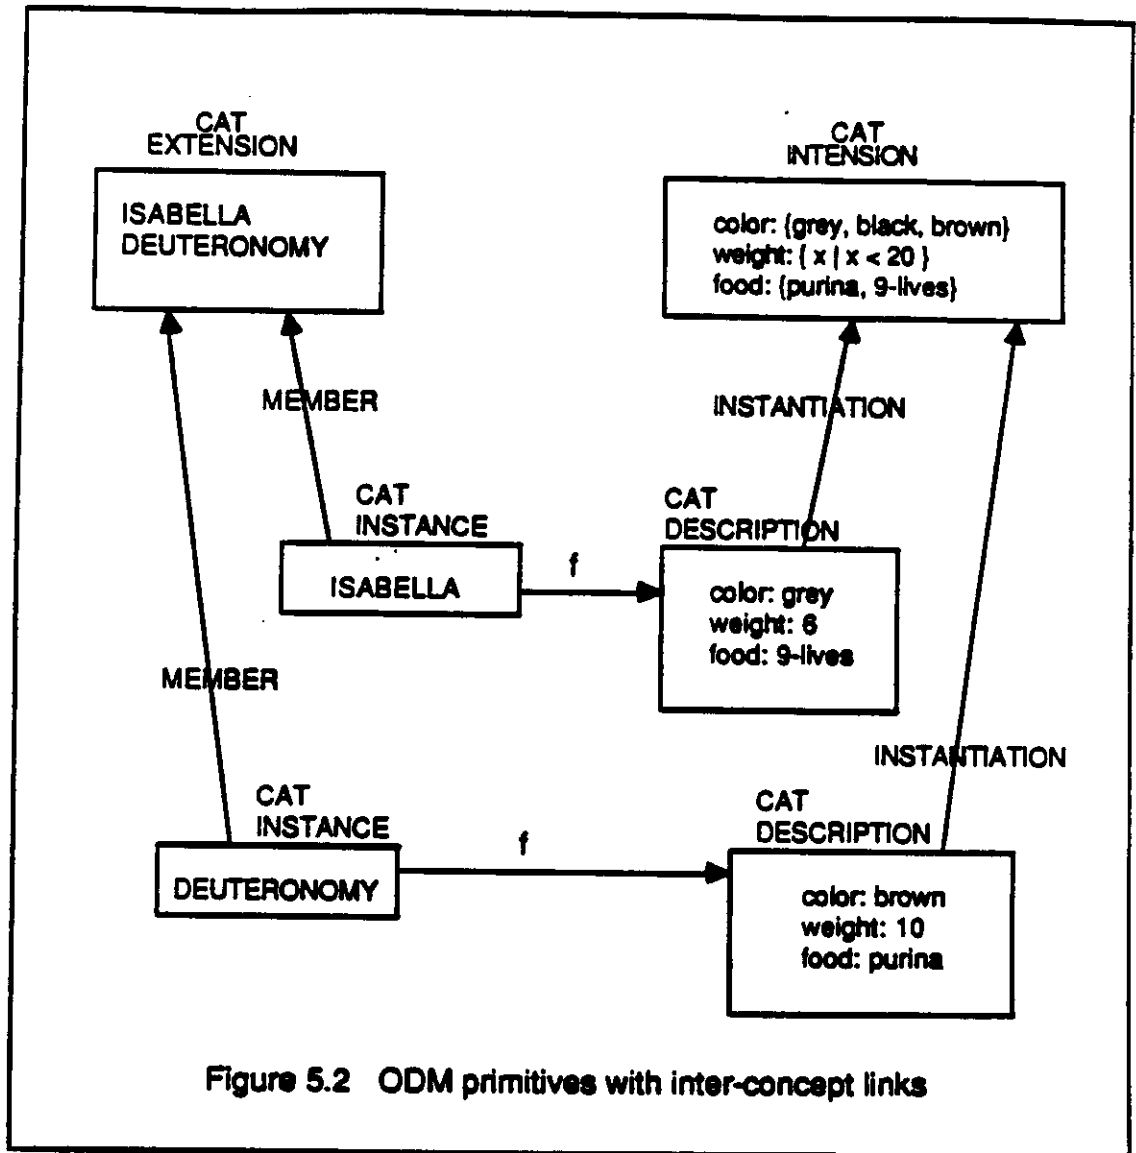 CAT
EXTENSION
ISABELLA
DEUTERONOMY
CAT
INTENSION
color: {grey, black, brown}
weight: { x | x < 20 }
food: {purina, 9-lives}
MEMBER
INSTANTIATION
CAT
INSTANCE
ISABELLA
f
CAT
DESCRIPTION
color: grey
weight: 6
food: 9-lives
MEMBER
INSTANTIATION
CAT
INSTANCE
DEUTERONOMY
f
CAT
DESCRIPTION
color: brown
weight: 10
food: purina
Figure 5.2 ODM primitives with inter-concept links